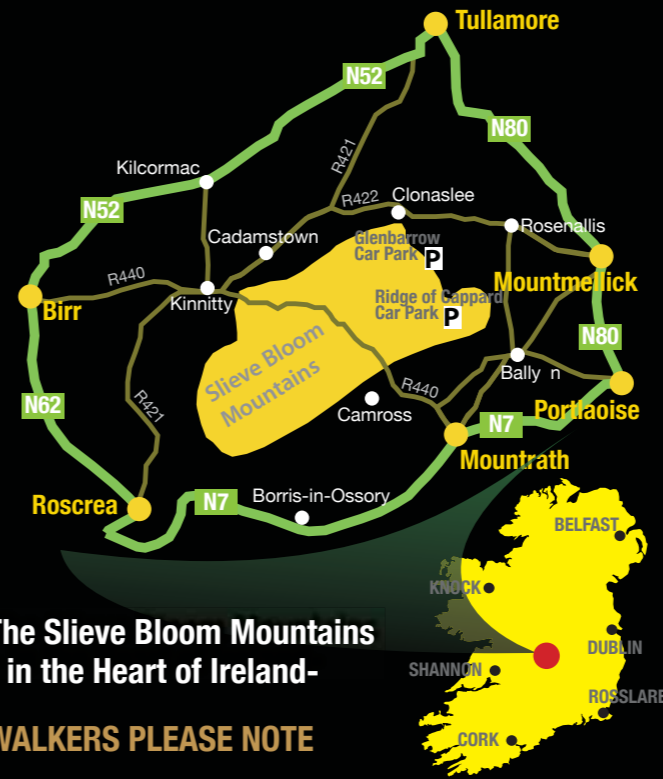 Tullamore
N52
N80
R421
Kilcormac
R422
Clonaslee
N52
Rosenallis
Cadamstown
Glenbarrow
Car Park
P
R440
Mountmellick
Kinnitty
Ridge of Cappard
Car Park
P
Birr
Slieve Bloom
Mountains
N80
Bally n
R440
N62
R421
Camross
Portlaoise
N7
Mountrath
Roscrea
N7
Borris-in-Ossory
BELFAST
KNOCK
The Slieve Bloom Mountains
in the Heart of Ireland-
DUBLIN
SHANNON
ROSSLARE
WALKERS PLEASE NOTE
CORK